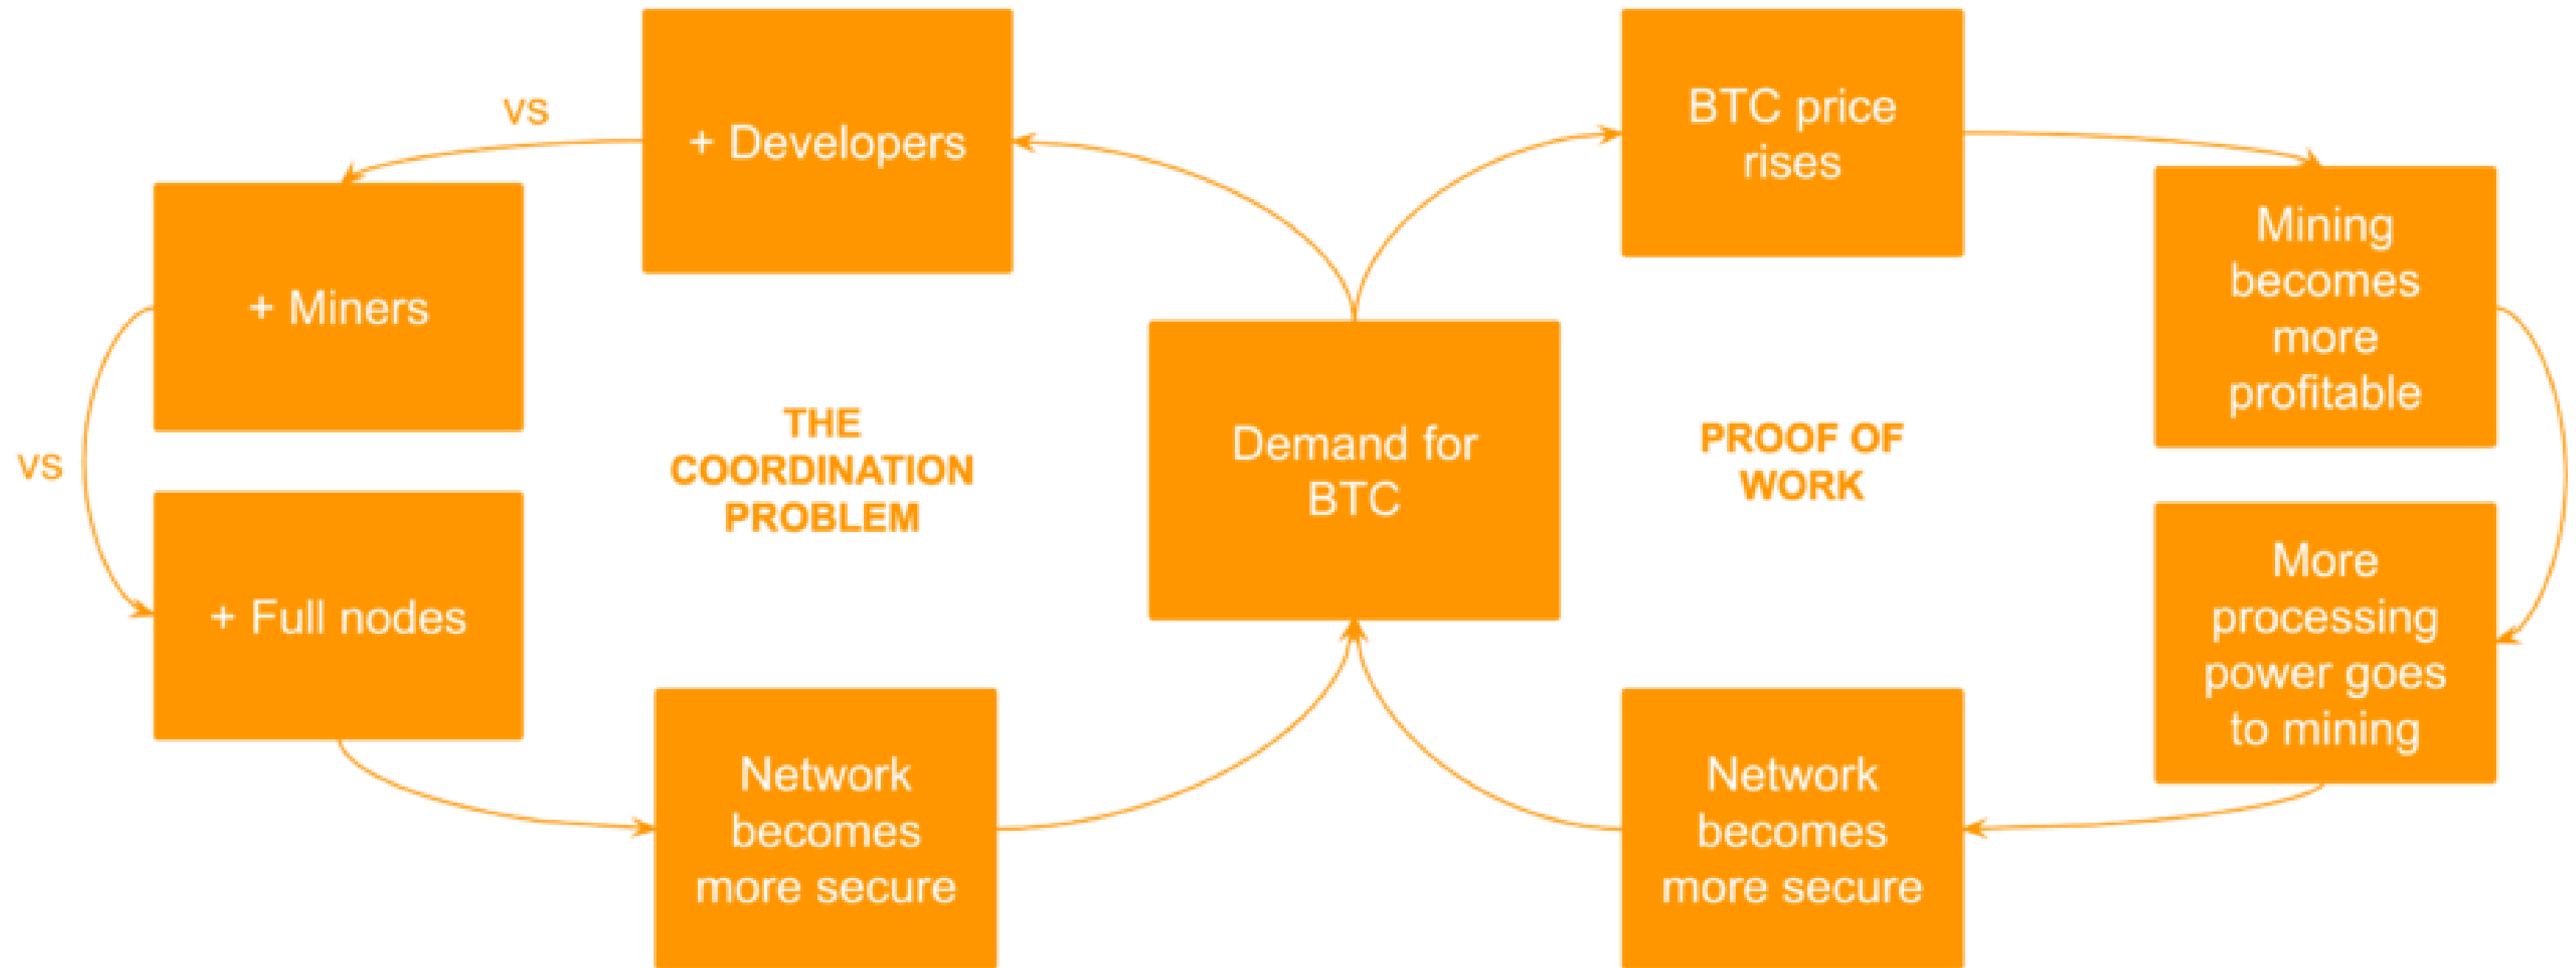 vs
+ Developers
+ Miners
vs
+ Full nodes
THE
COORDINATION
PROBLEM
Network
becomes
more secure
Demand for
BTC
BTC price
rises
Mining
becomes
more
profitable
PROOF OF
WORK
More
processing
power goes
to mining
Network
becomes
more secure